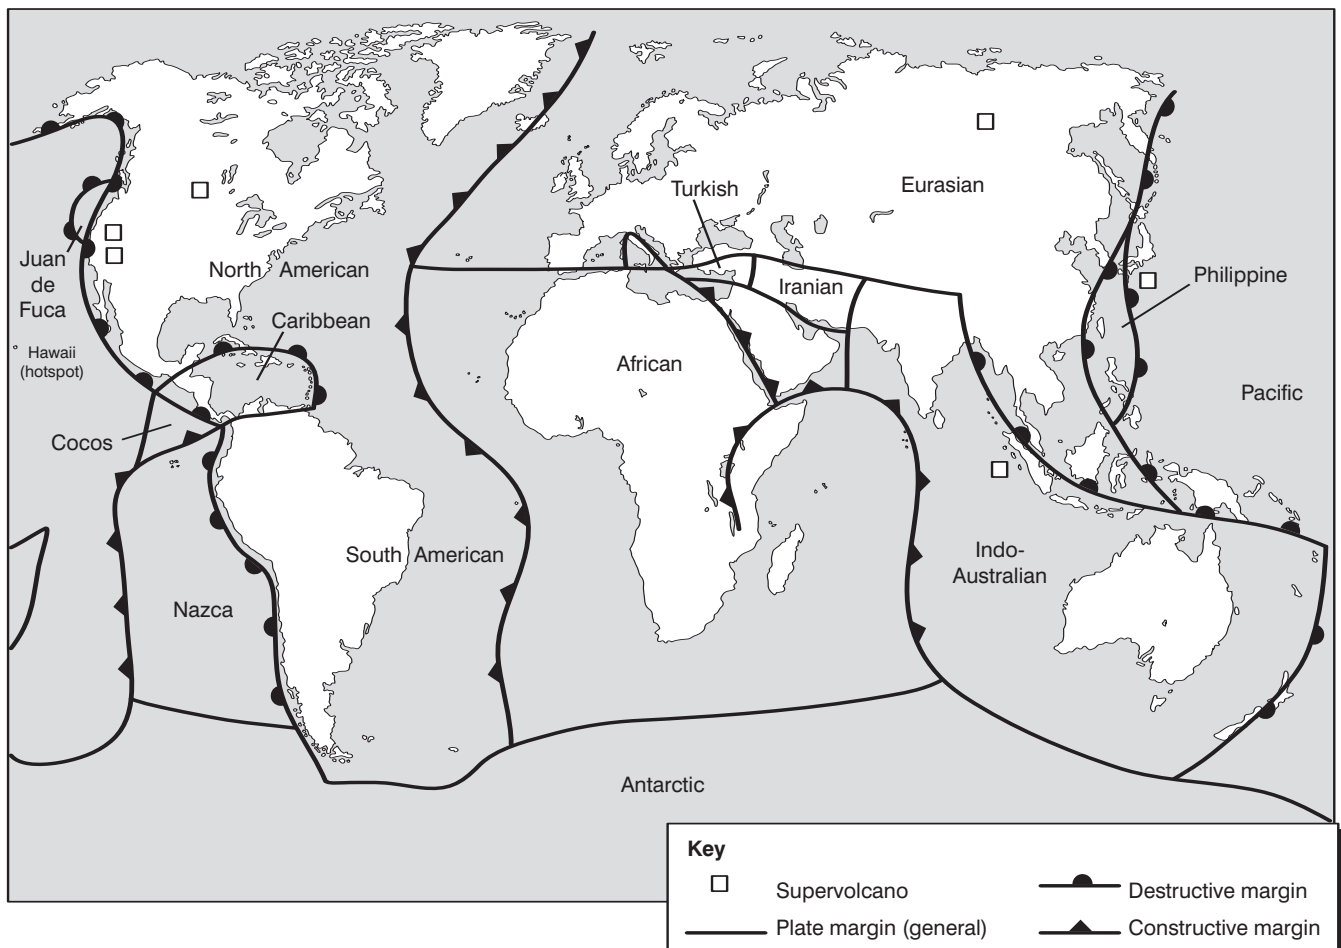 Turkish
Eurasian
Juan
de
Fuca
North American
Iranian
Philippine
Caribbean
Hawaii
(hotspot)
African
Pacific
Cocos
South American
Indo-
Australian
Nazca
Antarctic
Key
Supervolcano
Destructive margin
Plate margin (general)
Constructive margin